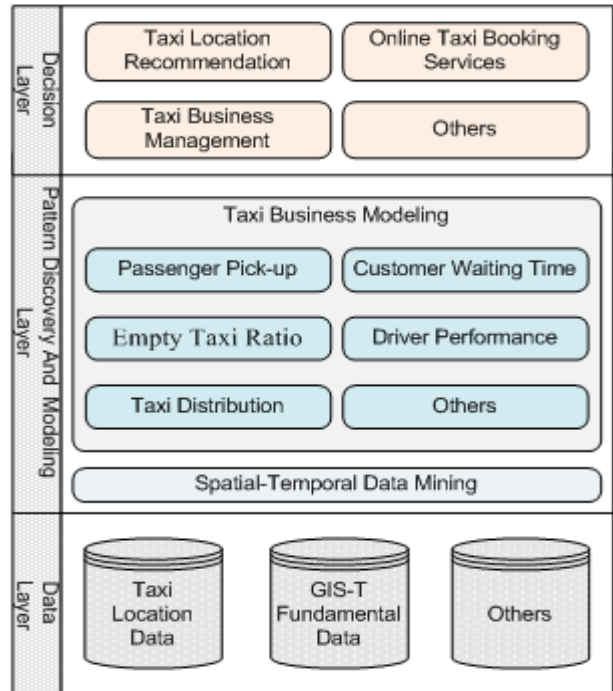 Decision
Layer
Taxi Location
Recommendation
Online Taxi Booking
Services
Taxi Business
Management
Others
Pattern Discovery And Modeling
Layer
Taxi Business Modeling
Passenger Pick-up
Customer Waiting Time
Empty Taxi Ratio
Driver Performance
Taxi Distribution
Others
Spatial-Temporal Data Mining
Data
Layer
Taxi
Location
Data
GIS-T
Fundamental
Data
Others